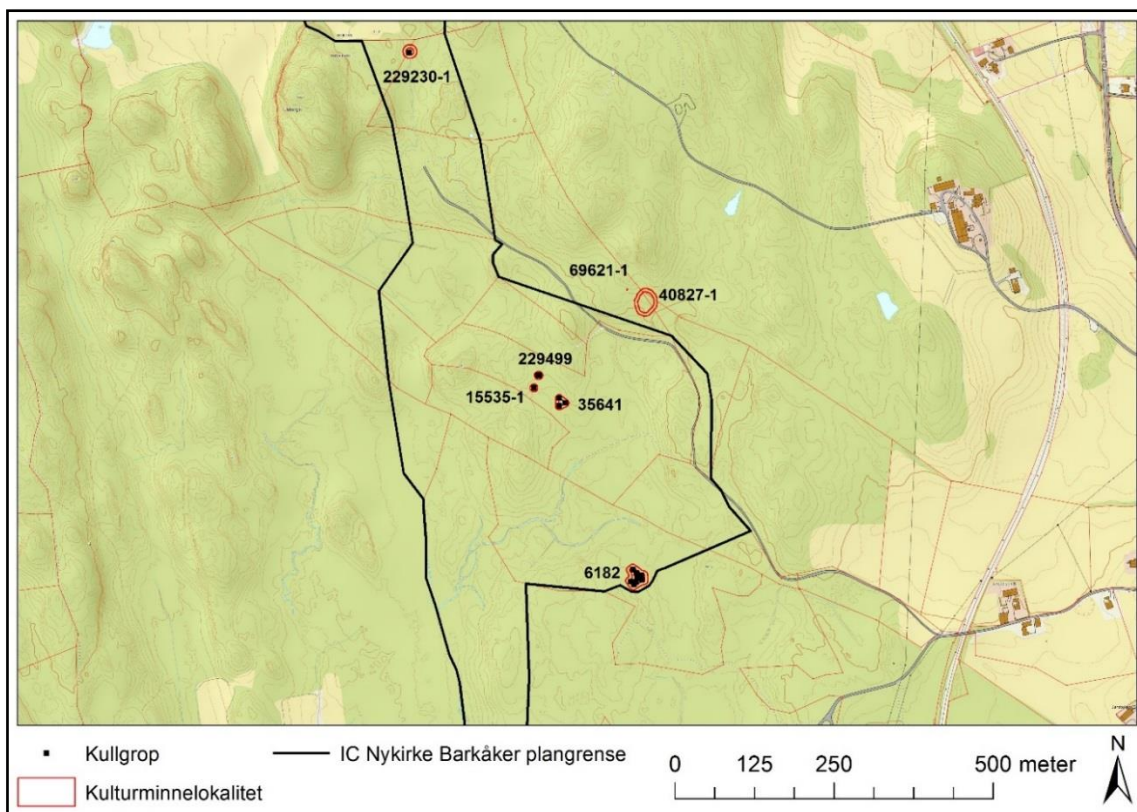 229230-1
69621-1
40827-1
229499
15535-1
35641
6182
Kullgrop
IC Nykirke Barkåker plangrense
Kulturminnelokalitet
0 125 250 500 meter
N